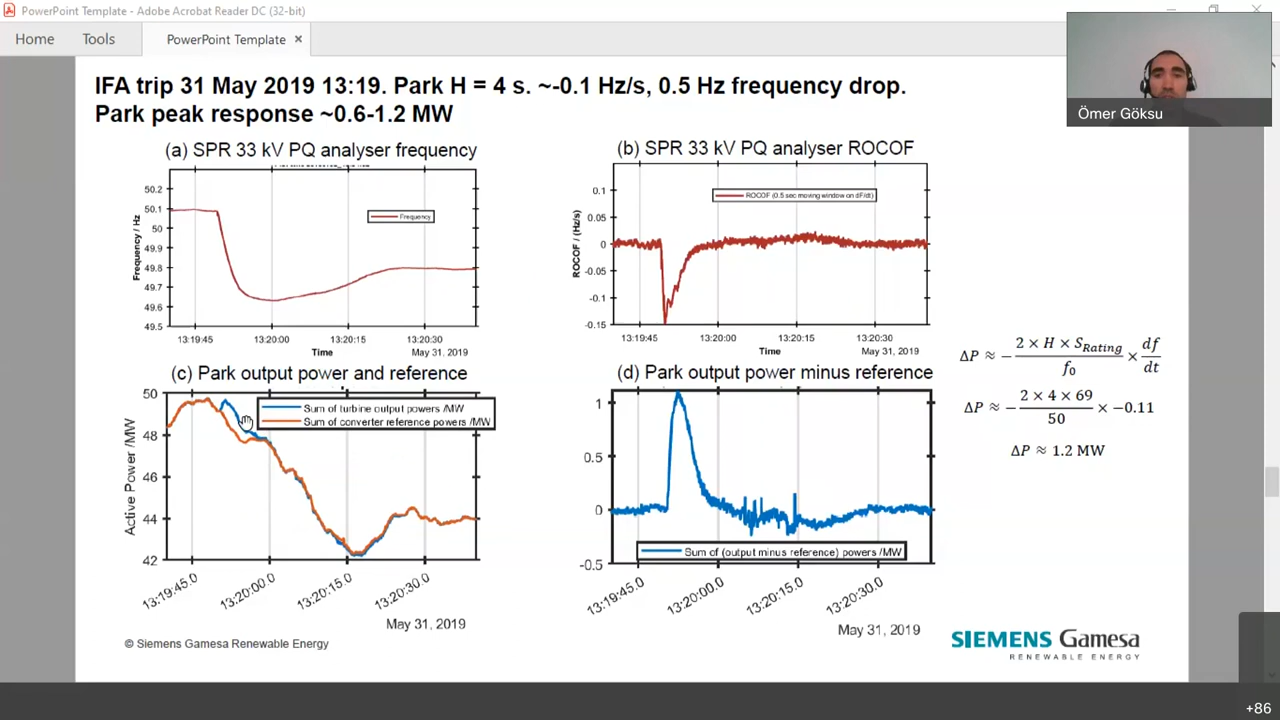 PowerPoint Template - Adobe Acrobat Reader DC (32-bit)
Home
Tools
PowerPoint Template ×
Ömer Göksu
IFA trip 31 May 2019 13:19. Park H = 4 s. ~-0.1 Hz/s, 0.5 Hz frequency drop.
Park peak response ~0.6-1.2 MW
(a) SPR 33 kV PQ analyser frequency
50.2
50.1
50
49.9
49.8
49.7
49.6
49.5
Frequency / Hz
Frequency
13:19:45
13:20:00
13:20:15
13:20:30
Time
May 31, 2019
(b) SPR 33 kV PQ analyser ROCOF
0.1
0.05
0
-0.05
-0.1
-0.15
ROCOF / (Hz/s)
ROCOF (0.5 sec moving window on dF/dt)
13:19:45
13:20:00
13:20:15
13:20:30
Time
May 31, 2019
(c) Park output power and reference
50
48
46
44
42
Active Power /MW
Sum of turbine output powers /MW
Sum of converter reference powers /MW
13:19:45.0
13:20:00.0
13:20:15.0
13:20:30.0
May 31, 2019
(d) Park output power minus reference
1
0.5
0
-0.5
Sum of (output minus reference) powers /MW
13:19:45.0
13:20:00.0
13:20:15.0
13:20:30.0
May 31, 2019
ΔP ≈ − 2 × H × S_Rating / f₀ × df/dt
ΔP ≈ − 2 × 4 × 69 / 50 × −0.11
ΔP ≈ 1.2 MW
© Siemens Gamesa Renewable Energy
SIEMENS Gamesa
RENEWABLE ENERGY
+86